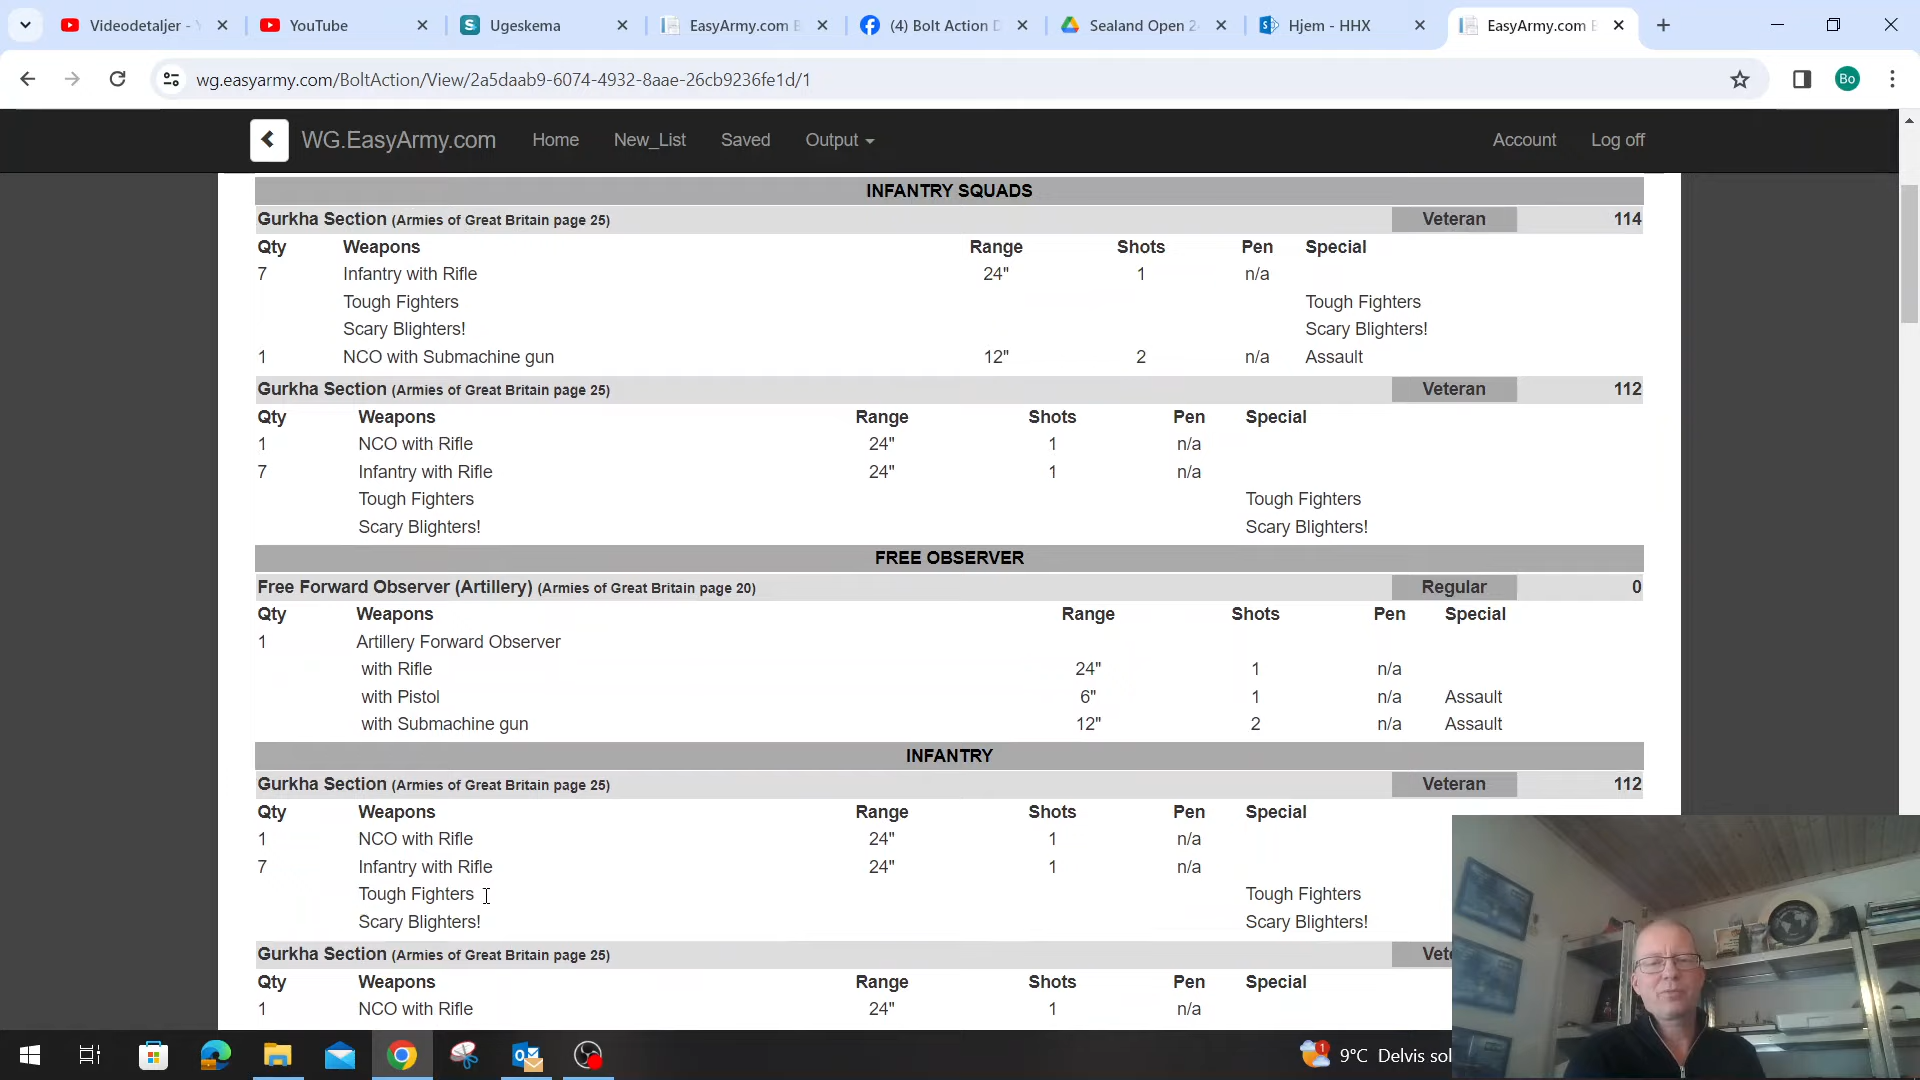 Videodetaljer - Y
YouTube
Ugeskema
EasyArmy.com B
(4) Bolt Action D
Sealand Open 24
Hjem - HHX
EasyArmy.com B
wg.easyarmy.com/BoltAction/View/2a5daab9-6074-4932-8aae-26cb9236fe1d/1
Bo
WG.EasyArmy.com Home New_List Saved Output Account Log off
INFANTRY SQUADS
Gurkha Section (Armies of Great Britain page 25) Veteran 114
Qty Weapons Range Shots Pen Special
7 Infantry with Rifle 24" 1 n/a
Tough Fighters Tough Fighters
Scary Blighters! Scary Blighters!
1 NCO with Submachine gun 12" 2 n/a Assault
Gurkha Section (Armies of Great Britain page 25) Veteran 112
Qty Weapons Range Shots Pen Special
1 NCO with Rifle 24" 1 n/a
7 Infantry with Rifle 24" 1 n/a
Tough Fighters Tough Fighters
Scary Blighters! Scary Blighters!
FREE OBSERVER
Free Forward Observer (Artillery) (Armies of Great Britain page 20) Regular 0
Qty Weapons Range Shots Pen Special
1 Artillery Forward Observer
with Rifle 24" 1 n/a
with Pistol 6" 1 n/a Assault
with Submachine gun 12" 2 n/a Assault
INFANTRY
Gurkha Section (Armies of Great Britain page 25) Veteran 112
Qty Weapons Range Shots Pen Special
1 NCO with Rifle 24" 1 n/a
7 Infantry with Rifle 24" 1 n/a
Tough Fighters Tough Fighters
Scary Blighters! Scary Blighters!
Gurkha Section (Armies of Great Britain page 25) Vete
Qty Weapons Range Shots Pen Special
1 NCO with Rifle 24" 1 n/a
1 9°C Delvis sol